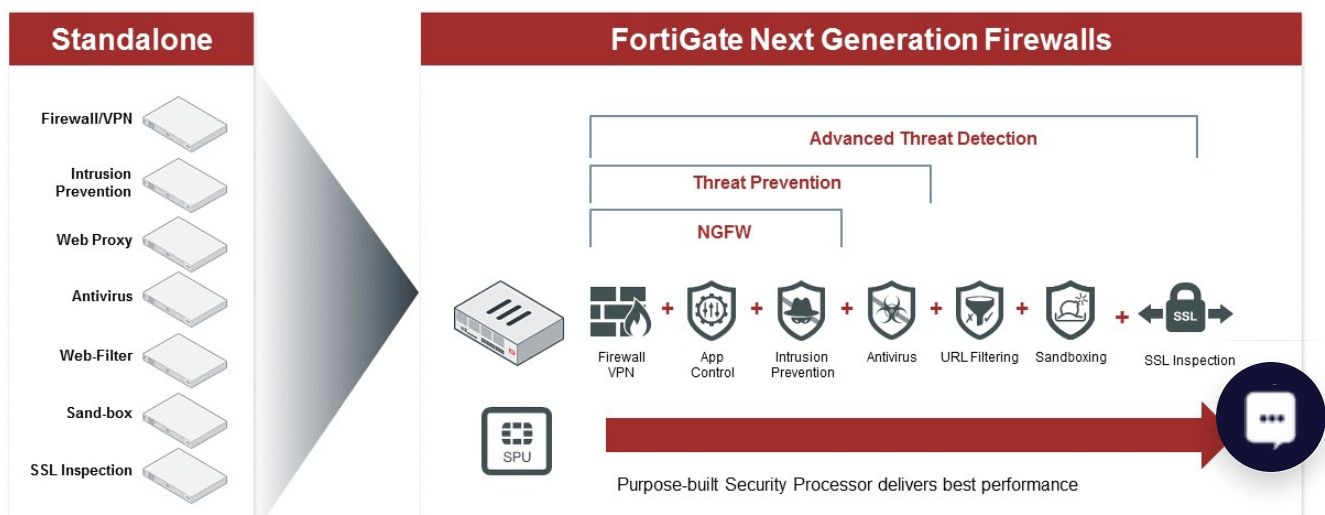 Standalone
Firewall/VPN
Intrusion
Prevention
Web Proxy
Antivirus
Web-Filter
Sand-box
SSL Inspection
FortiGate Next Generation Firewalls
Advanced Threat Detection
Threat Prevention
NGFW
+ + + + + +
SSL
Firewall
VPN
App
Control
Intrusion
Prevention
Antivirus
URL Filtering
Sandboxing
SSL Inspection
SPU
Purpose-built Security Processor delivers best performance